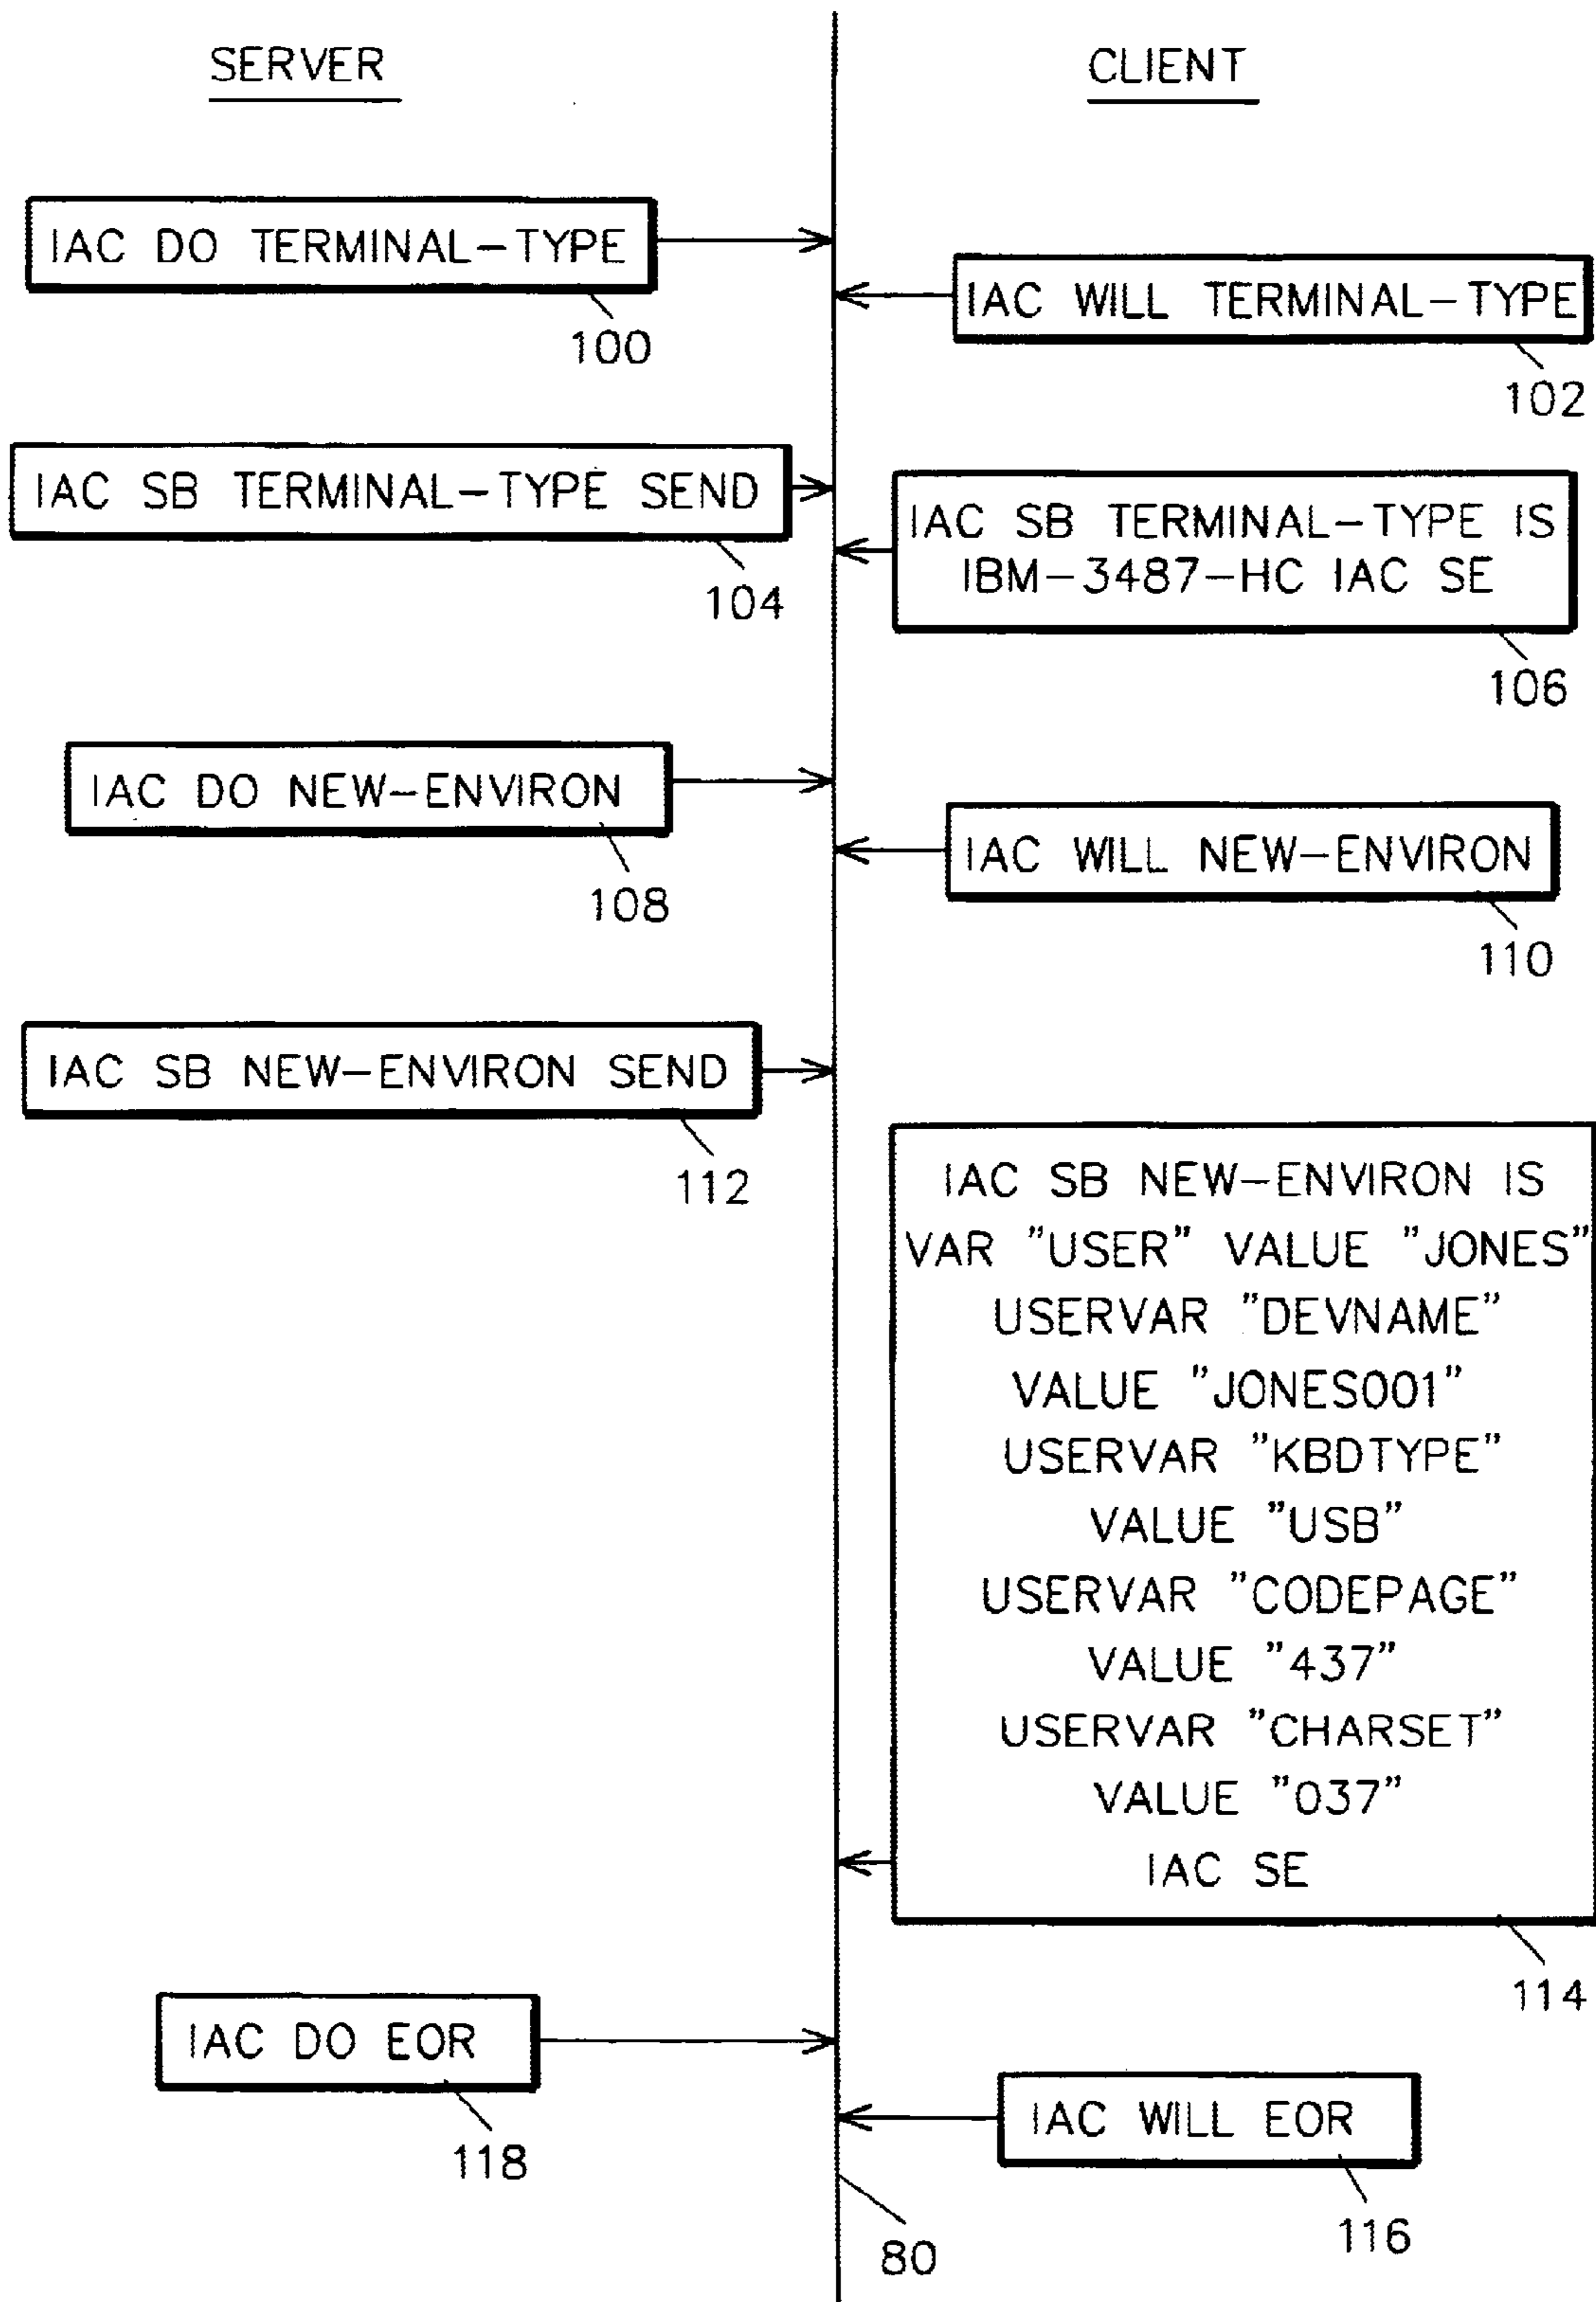 SERVER
CLIENT
IAC DO TERMINAL-TYPE
100
IAC WILL TERMINAL-TYPE
102
IAC SB TERMINAL-TYPE SEND
104
IAC SB TERMINAL-TYPE IS
IBM-3487-HC IAC SE
106
IAC DO NEW-ENVIRON
108
IAC WILL NEW-ENVIRON
110
IAC SB NEW-ENVIRON SEND
112
IAC SB NEW-ENVIRON IS
VAR "USER" VALUE "JONES"
USERVAR "DEVNAME"
VALUE "JONES001"
USERVAR "KBDTYPE"
VALUE "USB"
USERVAR "CODEPAGE"
VALUE "437"
USERVAR "CHARSET"
VALUE "037"
IAC SE
114
IAC DO EOR
118
IAC WILL EOR
116
80